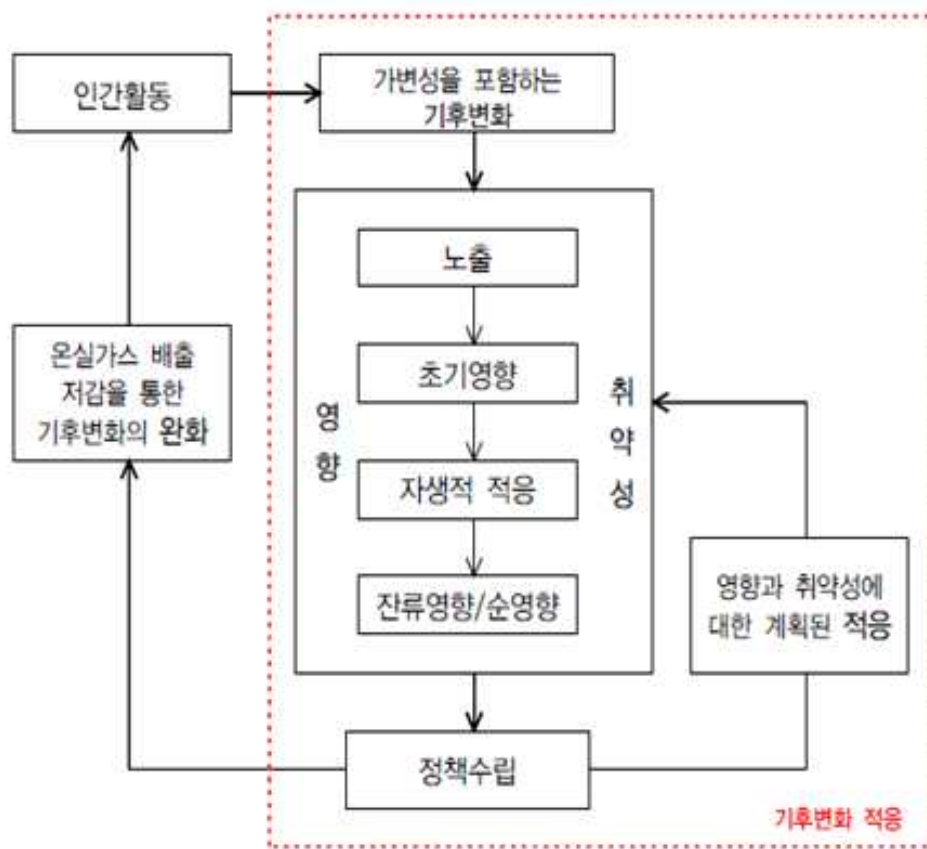 인간활동
가변성을 포함하는
기후변화
노출
초기영향
자생적 적응
잔류영향/순영향
영향
취약성
온실가스 배출
저감을 통한
기후변화의 완화
영향과 취약성에
대한 계획된 적응
정책수립
기후변화 적응